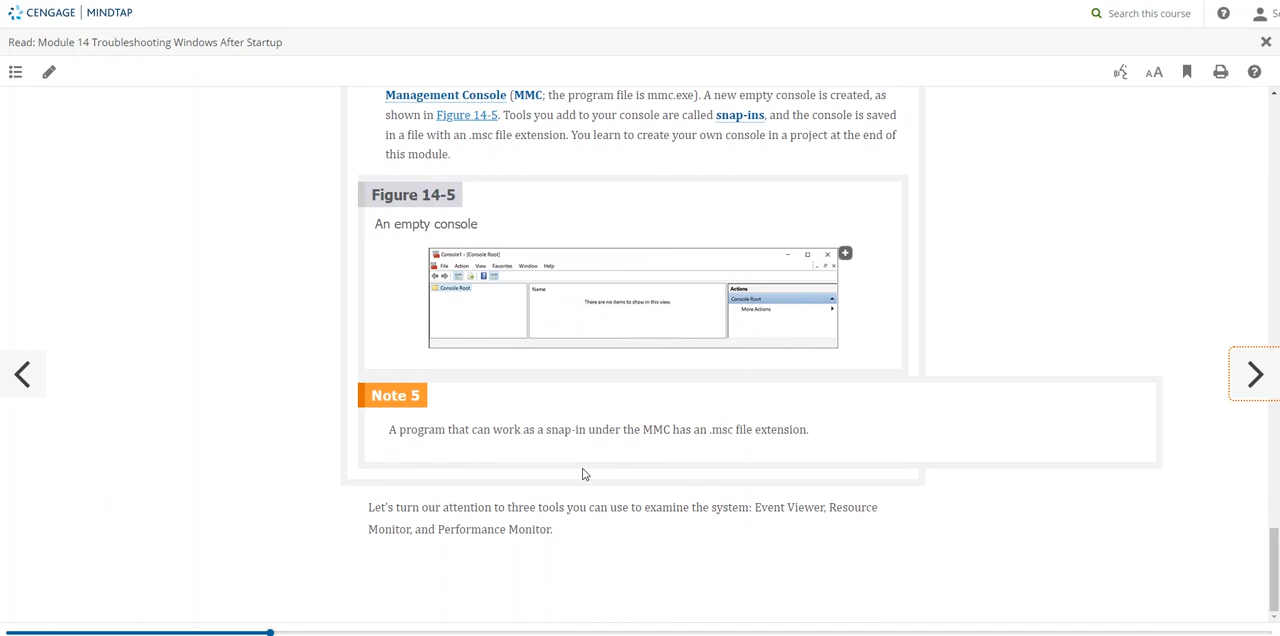 CENGAGE | MINDTAP
Search this course
Read: Module 14 Troubleshooting Windows After Startup
AA
Management Console (MMC; the program file is mmc.exe). A new empty console is created, as
shown in Figure 14-5. Tools you add to your console are called snap-ins, and the console is saved
in a file with an .msc file extension. You learn to create your own console in a project at the end of
this module.
Figure 14-5
An empty console
Console1 - [Console Root]
File Action View Favorites Window Help
Console Root
Name
There are no items to show in this view.
Actions
Console Root
More Actions
Note 5
A program that can work as a snap-in under the MMC has an .msc file extension.
Let's turn our attention to three tools you can use to examine the system: Event Viewer, Resource
Monitor, and Performance Monitor.